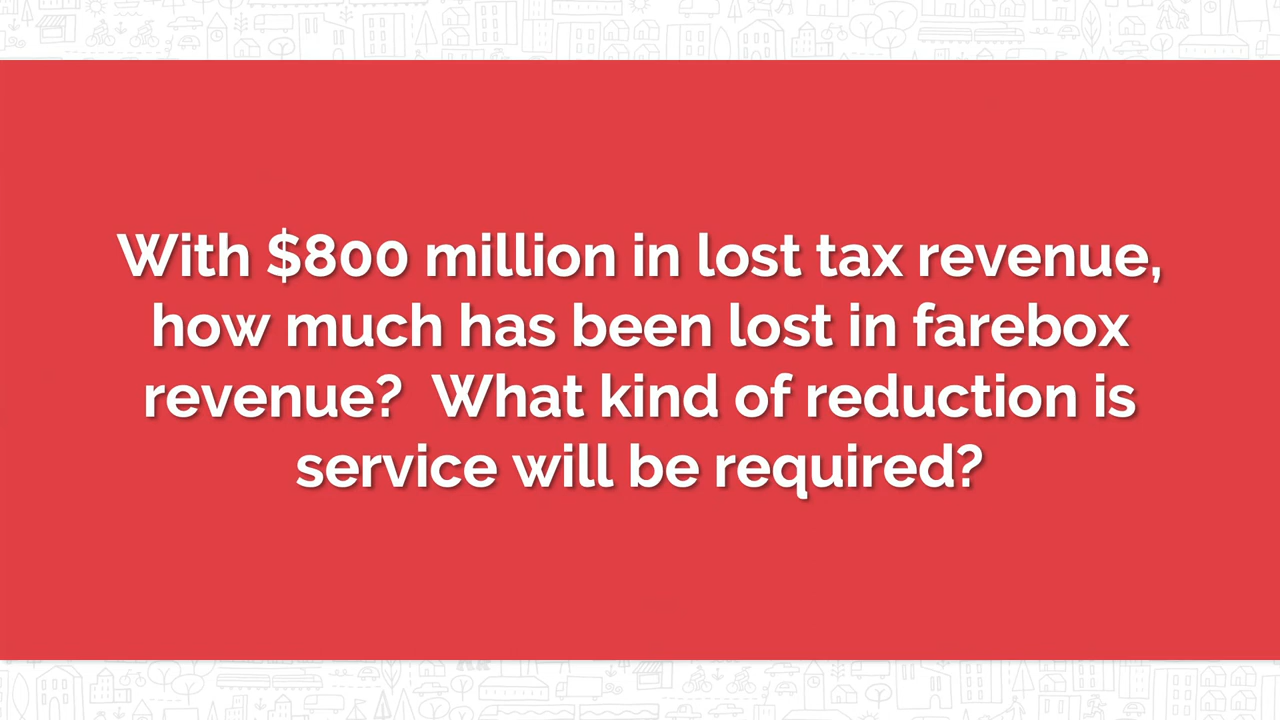 With $800 million in lost tax revenue,
how much has been lost in farebox
revenue?  What kind of reduction is
service will be required?